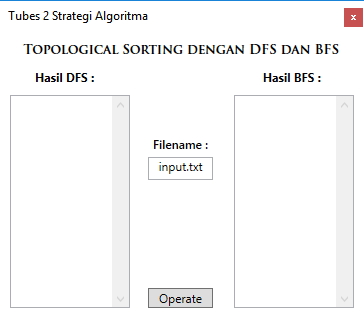 Tubes 2 Strategi Algoritma
x
Topological Sorting dengan DFS dan BFS
Hasil DFS :
Hasil BFS :
Filename :
input.txt
Operate